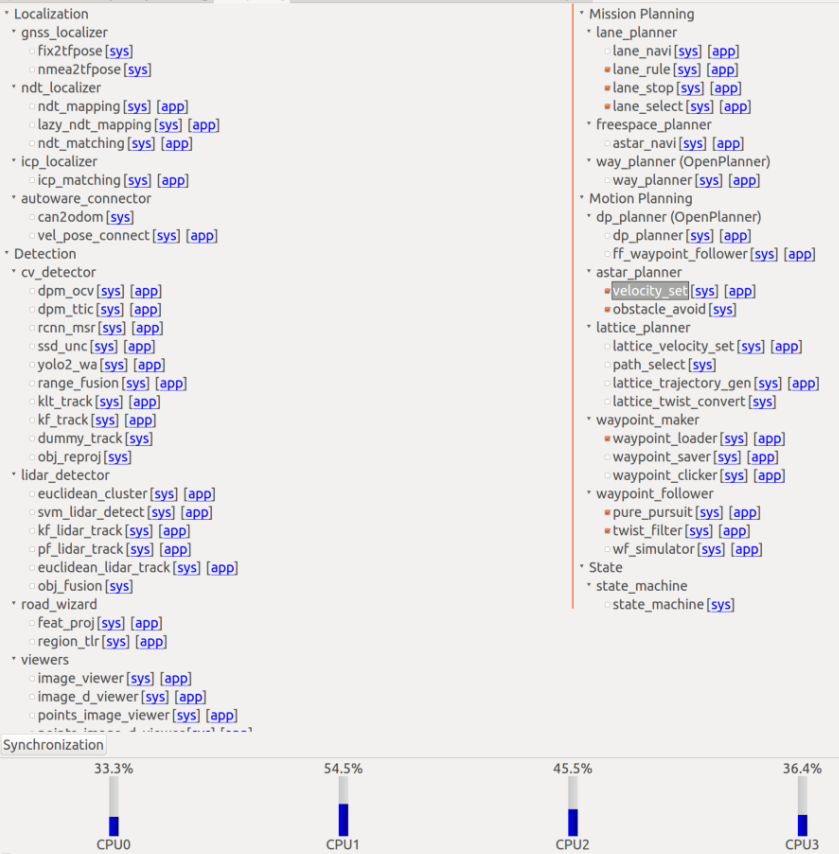 Localization
gnss_localizer
fix2tfpose[sys]
nmea2tfpose[sys]
ndt_localizer
ndt_mapping[sys] [app]
lazy_ndt_mapping[sys] [app]
ndt_matching[sys] [app]
icp_localizer
icp_matching[sys] [app]
autoware_connector
can2odom[sys]
vel_pose_connect[sys] [app]
Detection
cv_detector
dpm_ocv[sys] [app]
dpm_ttic[sys] [app]
rcnn_msr[sys] [app]
ssd_unc[sys] [app]
yolo2_wa[sys] [app]
range_fusion[sys] [app]
klt_track[sys] [app]
kf_track[sys] [app]
dummy_track[sys]
obj_reproj[sys]
lidar_detector
euclidean_cluster[sys] [app]
svm_lidar_detect[sys] [app]
kf_lidar_track[sys] [app]
pf_lidar_track[sys] [app]
euclidean_lidar_track[sys] [app]
obj_fusion[sys]
road_wizard
feat_proj[sys] [app]
region_tlr[sys] [app]
viewers
image_viewer[sys] [app]
image_d_viewer[sys] [app]
points_image_viewer[sys] [app]
Mission Planning
lane_planner
lane_navi[sys] [app]
lane_rule[sys] [app]
lane_stop[sys] [app]
lane_select[sys] [app]
freespace_planner
astar_navi[sys] [app]
way_planner (OpenPlanner)
way_planner[sys] [app]
Motion Planning
dp_planner (OpenPlanner)
dp_planner[sys] [app]
ff_waypoint_follower[sys] [app]
astar_planner
velocity_set[sys] [app]
obstacle_avoid[sys]
lattice_planner
lattice_velocity_set[sys] [app]
path_select[sys]
lattice_trajectory_gen[sys] [app]
lattice_twist_convert[sys]
waypoint_maker
waypoint_loader[sys] [app]
waypoint_saver[sys] [app]
waypoint_clicker[sys] [app]
waypoint_follower
pure_pursuit[sys] [app]
twist_filter[sys] [app]
wf_simulator[sys] [app]
State
state_machine
state_machine[sys]
Synchronization
33.3% 54.5% 45.5% 36.4%
CPU0 CPU1 CPU2 CPU3